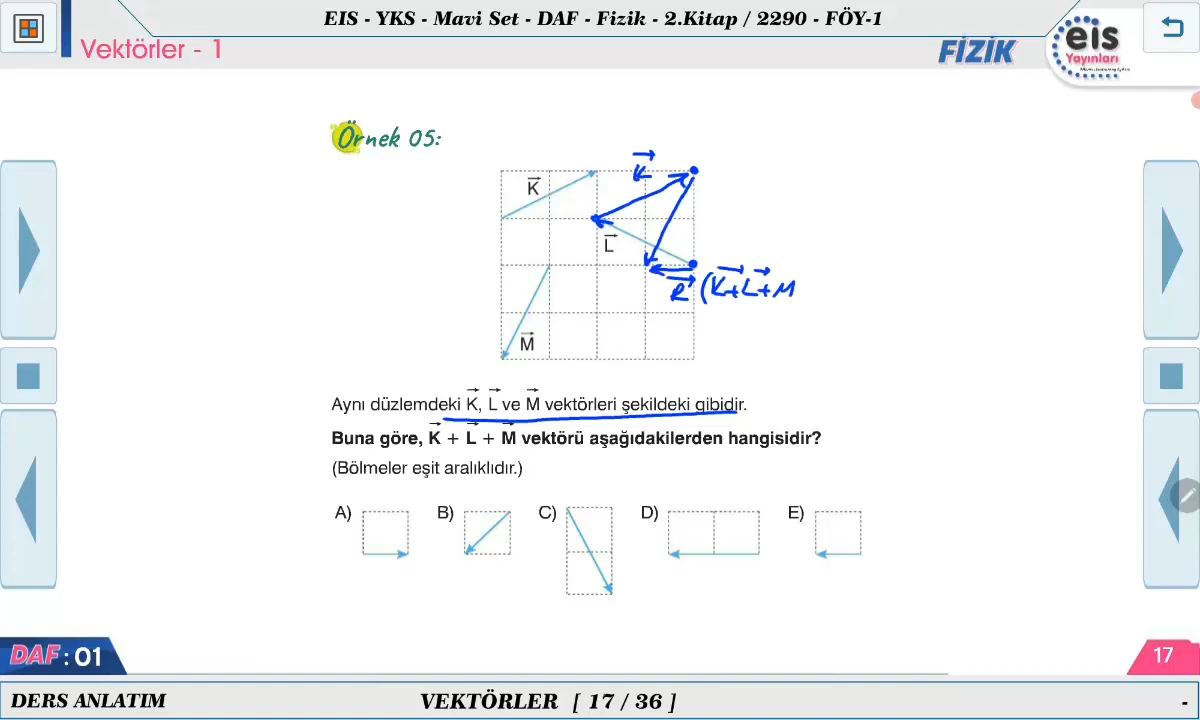 EIS - YKS - Mavi Set - DAF - Fizik - 2.Kitap / 2290 - FÖY-1
Vektörler - 1
FİZİK
eis
Yayınları
Örnek 05:
K
K
L
R (K+L+M
M
Aynı düzlemdeki K, L ve M vektörleri şekildeki gibidir.
Buna göre, K + L + M vektörü aşağıdakilerden hangisidir?
(Bölmeler eşit aralıklıdır.)
A) B) C) D) E)
DAF : 01
17
DERS ANLATIM VEKTÖRLER [ 17 / 36 ] -